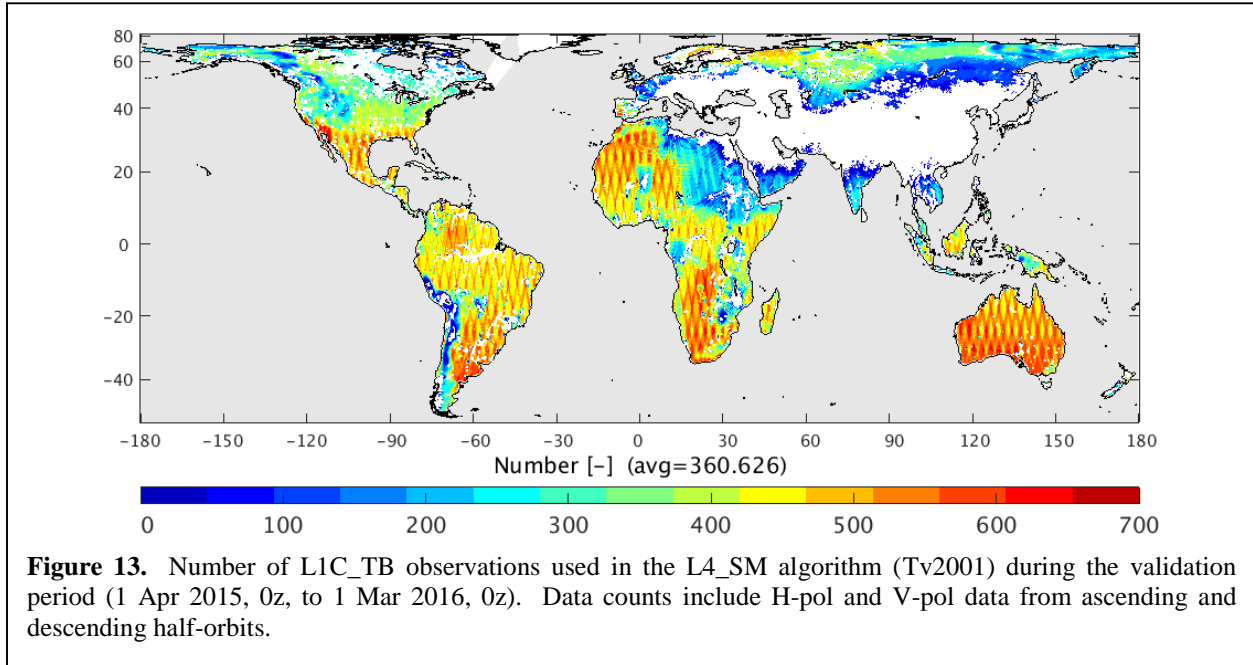 80
60
40
20
0
−20
−40
−180 −150 −120 −90 −60 −30 0 30 60 90 120 150 180
Number [-] (avg=360.626)
0 100 200 300 400 500 600 700
Figure 13. Number of L1C_TB observations used in the L4_SM algorithm (Tv2001) during the validation
period (1 Apr 2015, 0z, to 1 Mar 2016, 0z). Data counts include H-pol and V-pol data from ascending and
descending half-orbits.